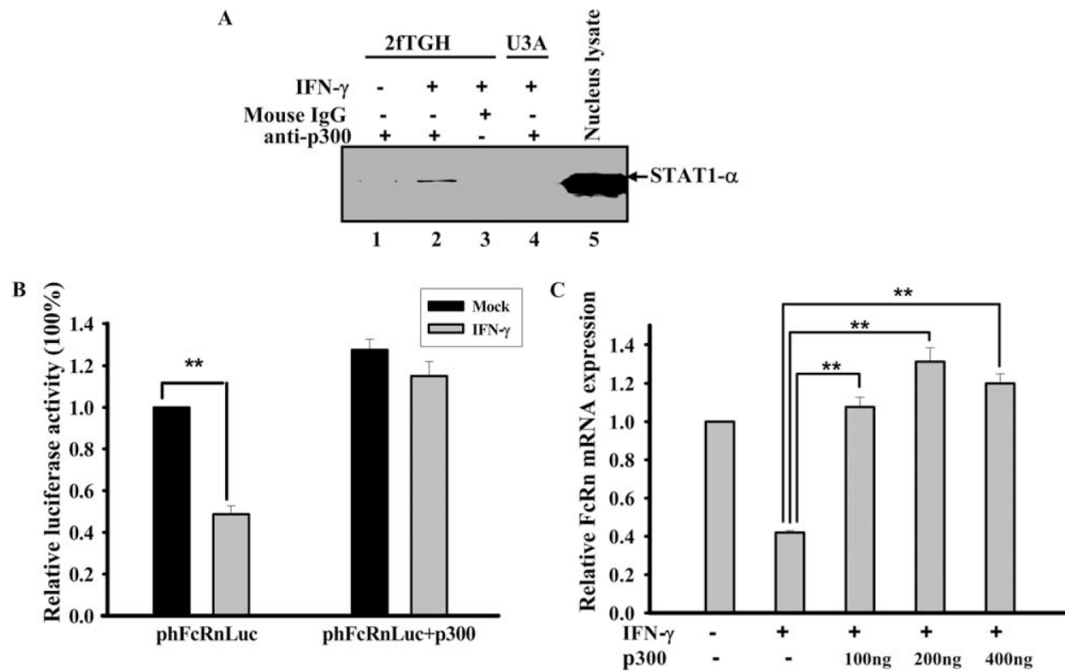 A
2fTGH U3A Nucleus lysate
IFN-γ - + + +
Mouse IgG - - + -
anti-p300 + + - +
STAT1-α
1 2 3 4 5
B
Relative luciferase activity (100%)
Mock
IFN-γ
1.4
1.2
1.0
0.8
0.6
0.4
0.2
0.0
**
phFcRnLuc phFcRnLuc+p300
C
Relative FcRn mRNA expression
**
**
**
1.4
1.2
1.0
0.8
0.6
0.4
0.2
0.0
IFN-γ - + + + +
p300 - - 100ng 200ng 400ng